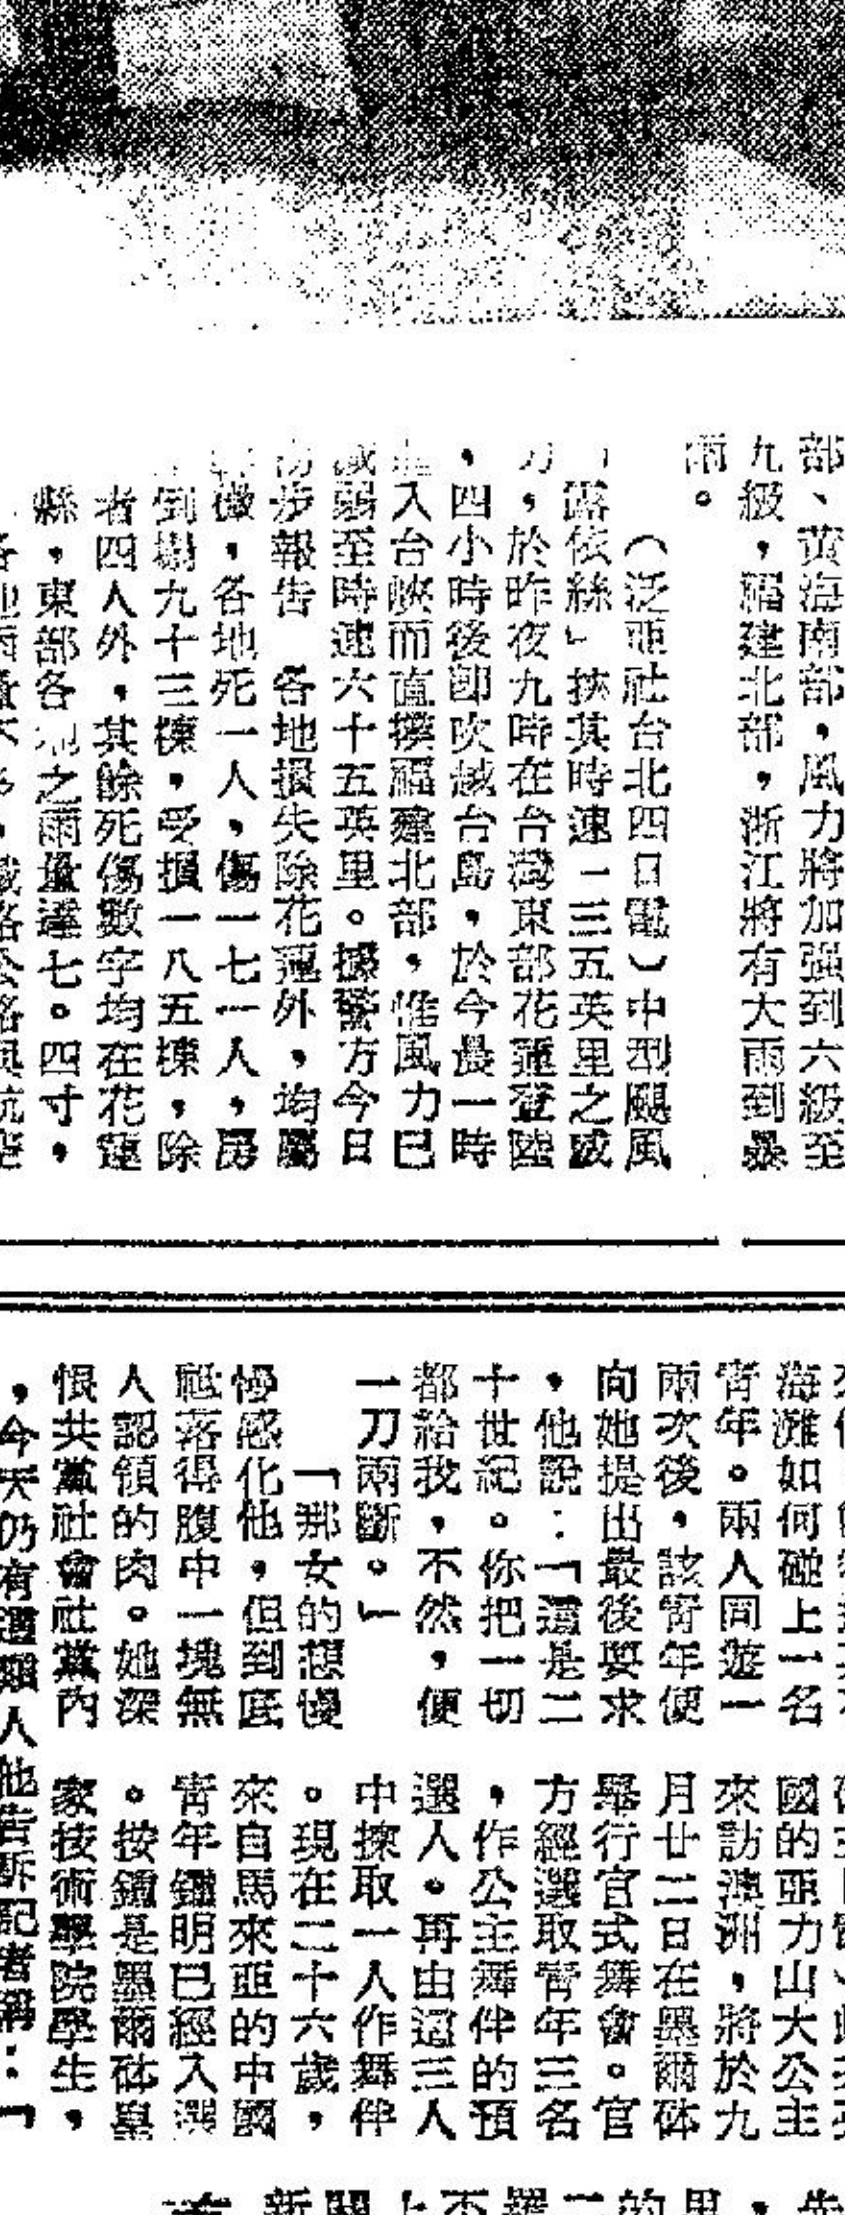 部、黄海南部，風力將加强到六級至
九級，福建北部，浙江將有大雨到暴
雨。
（泛亞社台北四日電）中型颶風
「露依絲」挾其時速一三五英里之威
力，於昨夜九時在台灣東部花蓮登陸
，四小時後即吹越台島，於今晨一時
進入台峽而直撲福建北部，惟風力已
减弱至時速六十五英里。據警方今日
初步報告　各地損失除花蓮外，均屬
輕微，各地死一人，傷一七一人，房
倒塌九十三棟，受損一八五棟，除
者四人外，其餘死傷數字均在花蓮
縣，東部各地之雨量達七。四寸，
海灘如何碰上一名
青年。兩人同遊一
兩次後，該青年便
向她提出最後要求
，他說：「這是二
十世紀。你把一切
都給我，不然，便
一刀兩斷。」
「那女的想慢
慢感化他，但到底
祗落得腹中一塊無
人認領的肉。她深
恨共黨社會社黨內
，今天仍有這類人他告訴記者稱：「
國的亞力山大公主
來訪澳洲，將於九
月廿二日在墨爾砵
舉行官式舞會。官
方經選取青年三名
，作公主舞伴的預
選人。再由這三人
中揀取一人作舞伴
。現在二十六歲，
來自馬來亞的中國
青年鍾明已經入選
。按鍾是墨爾砵皇
家技術學院學生，